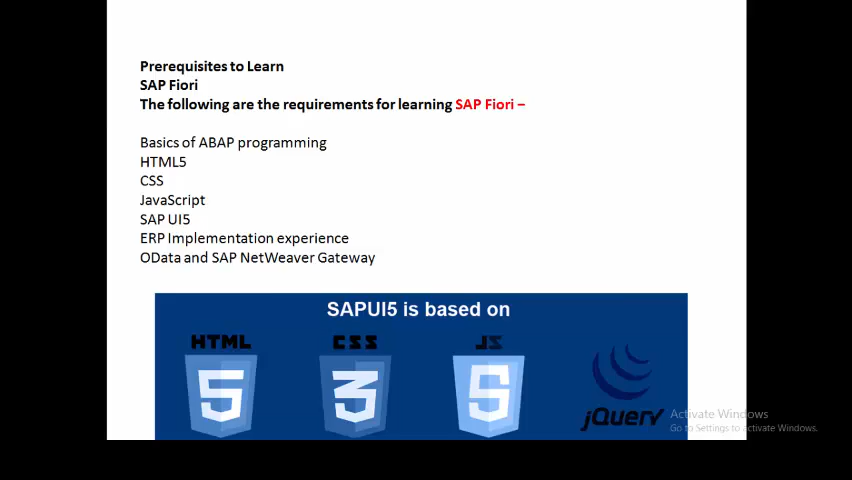 Prerequisites to Learn
SAP Fiori
The following are the requirements for learning SAP Fiori –
Basics of ABAP programming
HTML5
CSS
JavaScript
SAP UI5
ERP Implementation experience
OData and SAP NetWeaver Gateway
SAPUI5 is based on
HTML CSS JS
5 3 5
jQuery
Activate Windows
Go to Settings to Activate Windows.